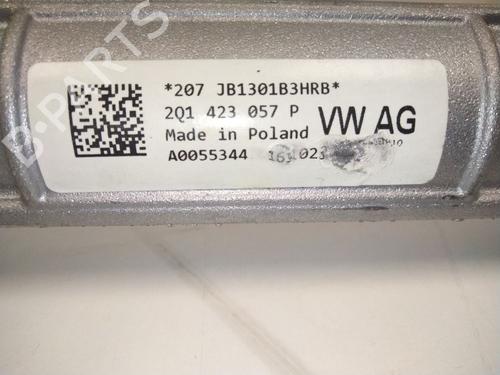 *207 JB1301B3HRB*
2Q1 423 057 P
VW AG
Made in Poland
A0055344
B-PARTS